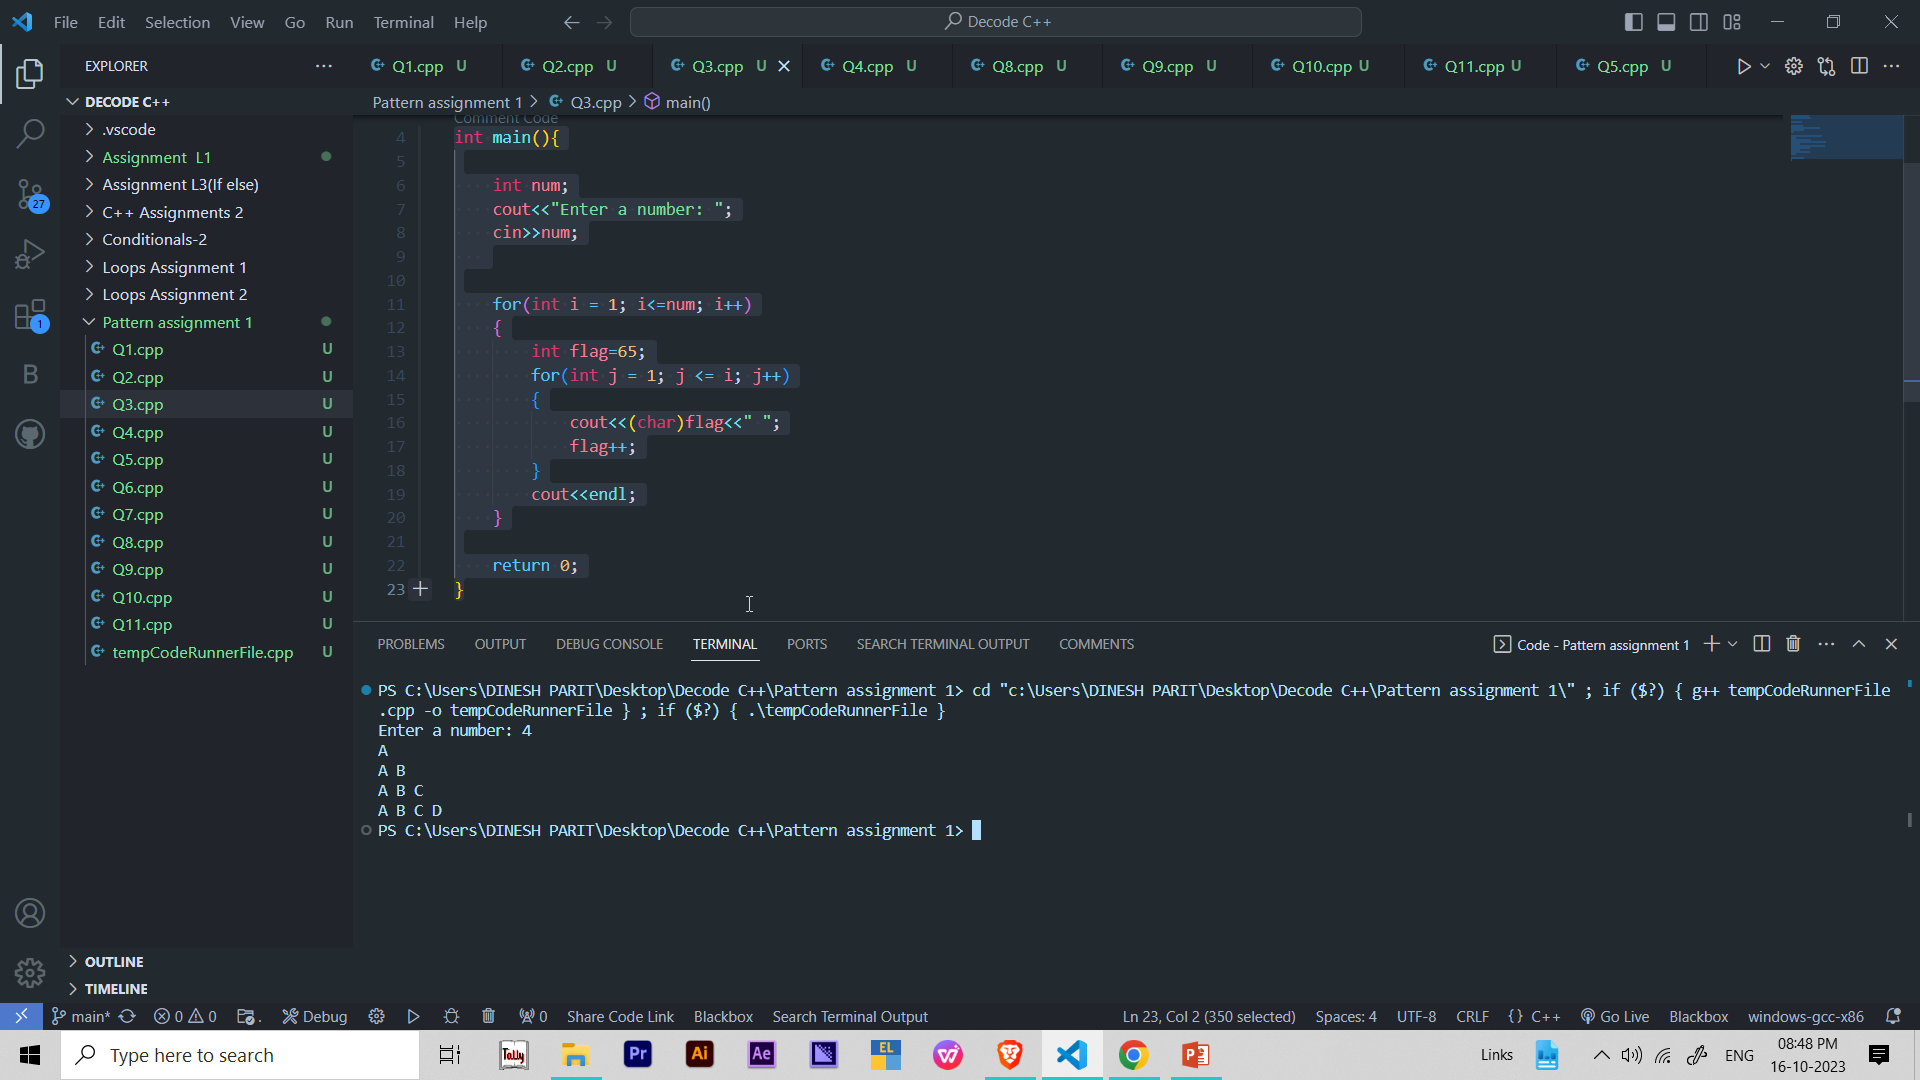 File Edit Selection View Go Run Terminal Help
Decode C++
EXPLORER
Q1.cpp U
Q2.cpp U
Q3.cpp U
Q4.cpp U
Q8.cpp U
Q9.cpp U
Q10.cpp U
Q11.cpp U
Q5.cpp U
DECODE C++
.vscode
Assignment L1
Assignment L3(If else)
C++ Assignments 2
Conditionals-2
Loops Assignment 1
Loops Assignment 2
Pattern assignment 1
Q1.cpp U
Q2.cpp U
Q3.cpp U
Q4.cpp U
Q5.cpp U
Q6.cpp U
Q7.cpp U
Q8.cpp U
Q9.cpp U
Q10.cpp U
Q11.cpp U
tempCodeRunnerFile.cpp U
OUTLINE
TIMELINE
27
1
B
Pattern assignment 1 > Q3.cpp > main()
Comment Code
4 int main(){
5
6 int num;
7 cout<<"Enter a number: ";
8 cin>>num;
9
10
11 for(int i = 1; i<=num; i++)
12 {
13 int flag=65;
14 for(int j = 1; j <= i; j++)
15 {
16 cout<<(char)flag<<" ";
17 flag++;
18 }
19 cout<<endl;
20 }
21
22 return 0;
23 }
PROBLEMS OUTPUT DEBUG CONSOLE TERMINAL PORTS SEARCH TERMINAL OUTPUT COMMENTS
Code - Pattern assignment 1
PS C:\Users\DINESH PARIT\Desktop\Decode C++\Pattern assignment 1> cd "c:\Users\DINESH PARIT\Desktop\Decode C++\Pattern assignment 1\" ; if ($?) { g++ tempCodeRunnerFile
.cpp -o tempCodeRunnerFile } ; if ($?) { .\tempCodeRunnerFile }
Enter a number: 4
A
A B
A B C
A B C D
PS C:\Users\DINESH PARIT\Desktop\Decode C++\Pattern assignment 1>
main* 0 0 . Debug 0 Share Code Link Blackbox Search Terminal Output Ln 23, Col 2 (350 selected) Spaces: 4 UTF-8 CRLF {} C++ Go Live Blackbox windows-gcc-x86
Type here to search
Tally
Pr
Ai
Ae
EL
Links
ENG
08:48 PM
16-10-2023